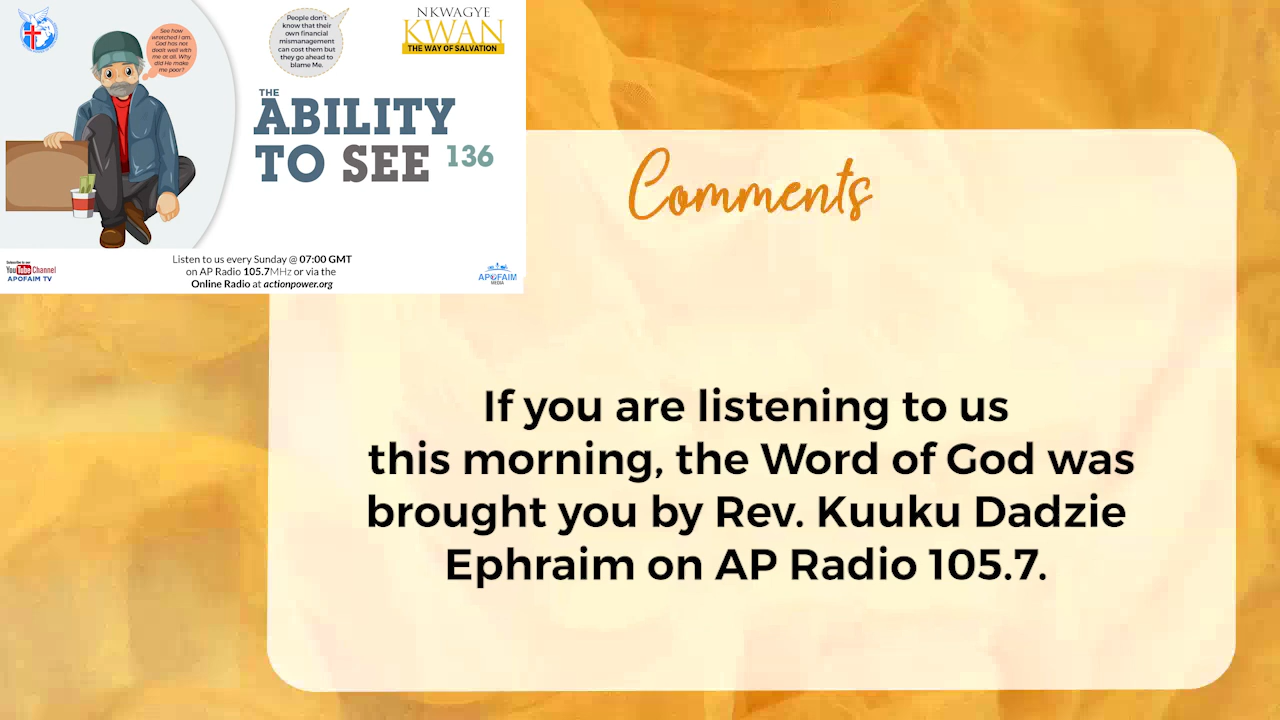 See how
wretched I am.
God has not
dealt well with
me at all. Why
did He make
me poor?
People don't
know that their
own financial
mismanagement
can cost them but
they go ahead to
blame Me.
NKWAGYE
KWAN
THE WAY OF SALVATION
THE
ABILITY
TO SEE 136
Listen to us every Sunday @ 07:00 GMT
on AP Radio 105.7MHz or via the
Online Radio at actionpower.org
YouTube Channel
APOFAIM TV
APOFAIM
MEDIA
Comments
If you are listening to us
this morning, the Word of God was
brought you by Rev. Kuuku Dadzie
Ephraim on AP Radio 105.7.